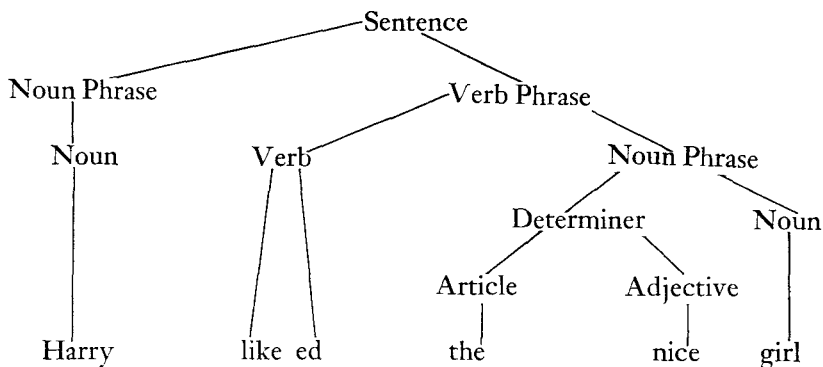 Sentence
Noun Phrase Verb Phrase
Noun Verb Noun Phrase
Determiner Noun
Article Adjective
Harry like ed the nice girl